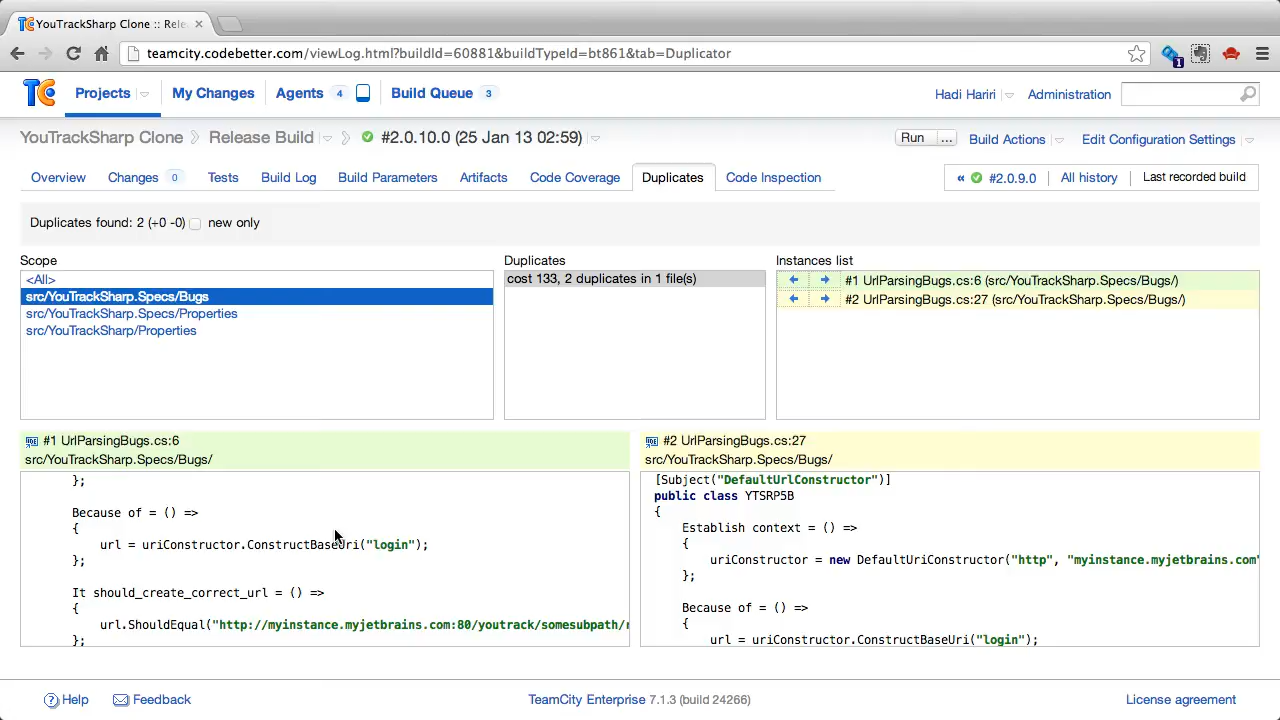 YouTrackSharp Clone :: Rele
teamcity.codebetter.com/viewLog.html?buildId=60881&buildTypeId=bt861&tab=Duplicator
1
TC
Projects
My Changes
Agents 4
Build Queue 3
Hadi Hariri
Administration
YouTrackSharp Clone
Release Build
#2.0.10.0 (25 Jan 13 02:59)
Run ...
Build Actions
Edit Configuration Settings
Overview
Changes 0
Tests
Build Log
Build Parameters
Artifacts
Code Coverage
Duplicates
Code Inspection
« #2.0.9.0
All history
Last recorded build
Duplicates found: 2 (+0 -0) new only
Scope
<All>
src/YouTrackSharp.Specs/Bugs
src/YouTrackSharp.Specs/Properties
src/YouTrackSharp/Properties
Duplicates
cost 133, 2 duplicates in 1 file(s)
Instances list
#1 UrlParsingBugs.cs:6 (src/YouTrackSharp.Specs/Bugs/)
#2 UrlParsingBugs.cs:27 (src/YouTrackSharp.Specs/Bugs/)
#1 UrlParsingBugs.cs:6
src/YouTrackSharp.Specs/Bugs/
};
Because of = () =>
{
url = uriConstructor.ConstructBaseUri("login");
};
It should_create_correct_url = () =>
{
url.ShouldEqual("http://myinstance.myjetbrains.com:80/youtrack/somesubpath/r
};
#2 UrlParsingBugs.cs:27
src/YouTrackSharp.Specs/Bugs/
[Subject("DefaultUrlConstructor")]
public class YTSRP5B
{
Establish context = () =>
{
uriConstructor = new DefaultUriConstructor("http", "myinstance.myjetbrains.com"
};
Because of = () =>
{
url = uriConstructor.ConstructBaseUri("login");
Help
Feedback
TeamCity Enterprise 7.1.3 (build 24266)
License agreement